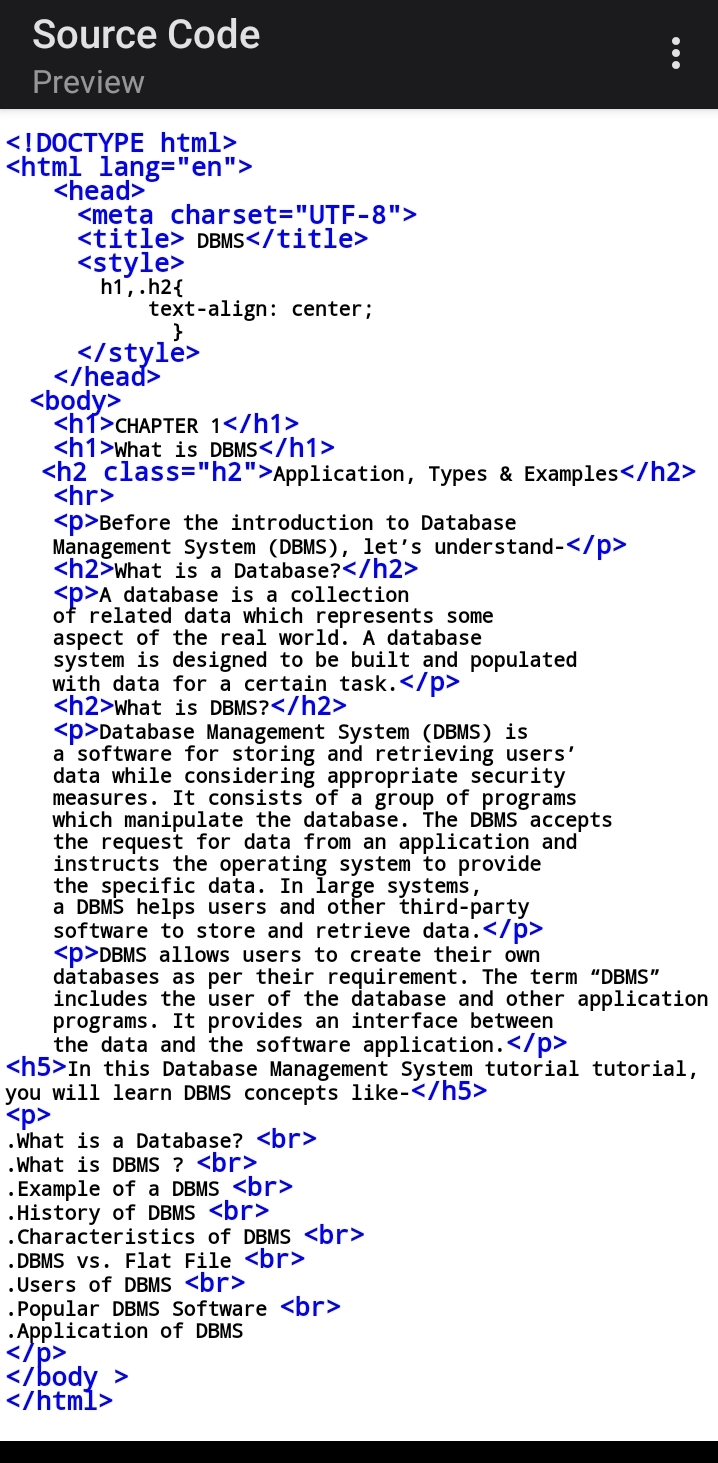 Source Code
Preview
<!DOCTYPE html>
<html lang="en">
<head>
<meta charset="UTF-8">
<title> DBMS</title>
<style>
h1,.h2{
text-align: center;
}
</style>
</head>
<body>
<h1>CHAPTER 1</h1>
<h1>What is DBMS</h1>
<h2 class="h2">Application, Types & Examples</h2>
<hr>
<p>Before the introduction to Database
Management System (DBMS), let’s understand-</p>
<h2>What is a Database?</h2>
<p>A database is a collection
of related data which represents some
aspect of the real world. A database
system is designed to be built and populated
with data for a certain task.</p>
<h2>What is DBMS?</h2>
<p>Database Management System (DBMS) is
a software for storing and retrieving users’
data while considering appropriate security
measures. It consists of a group of programs
which manipulate the database. The DBMS accepts
the request for data from an application and
instructs the operating system to provide
the specific data. In large systems,
a DBMS helps users and other third-party
software to store and retrieve data.</p>
<p>DBMS allows users to create their own
databases as per their requirement. The term “DBMS”
includes the user of the database and other application
programs. It provides an interface between
the data and the software application.</p>
<h5>In this Database Management System tutorial tutorial,
you will learn DBMS concepts like-</h5>
<p>
.What is a Database? <br>
.What is DBMS ? <br>
.Example of a DBMS <br>
.History of DBMS <br>
.Characteristics of DBMS <br>
.DBMS vs. Flat File <br>
.Users of DBMS <br>
.Popular DBMS Software <br>
.Application of DBMS
</p>
</body >
</html>